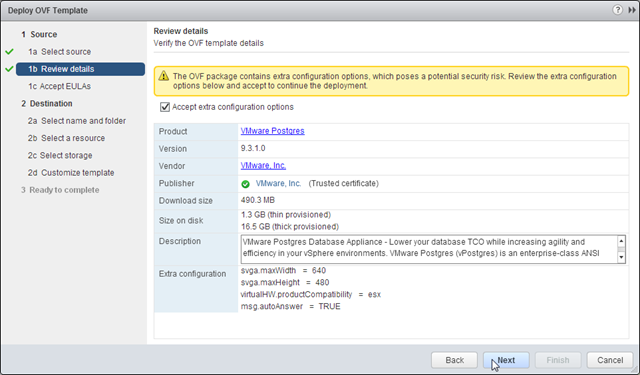 Deploy OVF Template
1 Source
1a Select source
1b Review details
1c Accept EULAs
2 Destination
2a Select name and folder
2b Select a resource
2c Select storage
2d Customize template
3 Ready to complete
Review details
Verify the OVF template details
The OVF package contains extra configuration options, which poses a potential security risk. Review the extra configuration
options below and accept to continue the deployment.
Accept extra configuration options
Product VMware Postgres
Version 9.3.1.0
Vendor VMware, Inc.
Publisher VMware, Inc. (Trusted certificate)
Download size 490.3 MB
Size on disk 1.3 GB (thin provisioned)
16.5 GB (thick provisioned)
Description VMware Postgres Database Appliance - Lower your database TCO while increasing agility and
efficiency in your vSphere environments. VMware Postgres (vPostgres) is an enterprise-class ANSI
Extra configuration svga.maxWidth = 640
svga.maxHeight = 480
virtualHW.productCompatibility = esx
msg.autoAnswer = TRUE
Back Next Finish Cancel